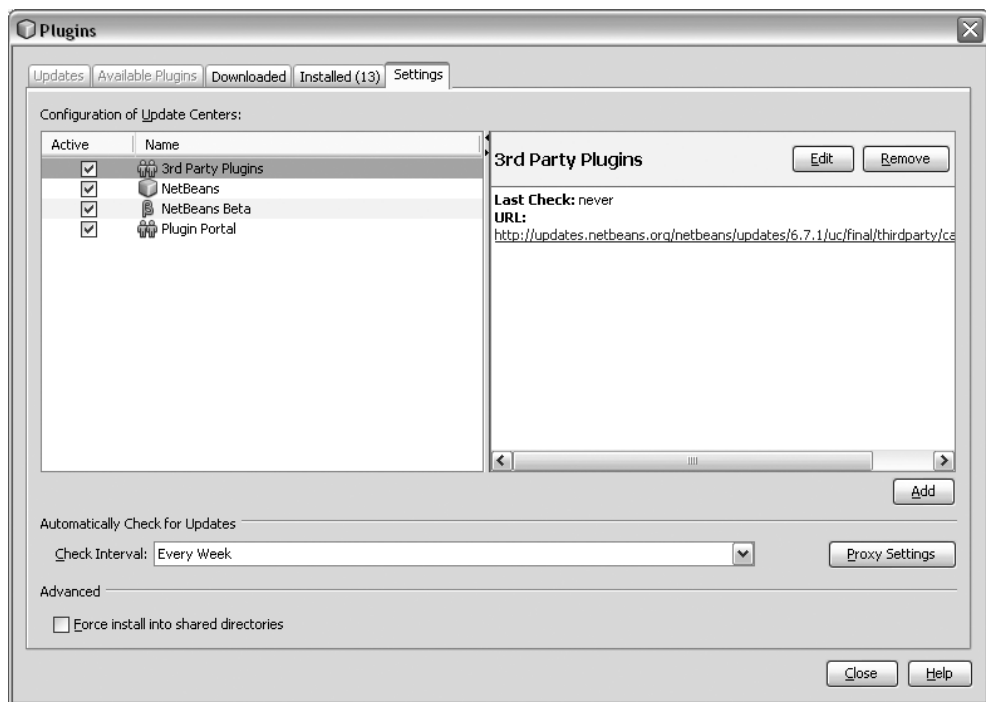 Plugins
Updates Available Plugins Downloaded Installed (13) Settings
Configuration of Update Centers:
Active Name
3rd Party Plugins
NetBeans
NetBeans Beta
Plugin Portal
3rd Party Plugins Edit Remove
Last Check: never
URL:
http://updates.netbeans.org/netbeans/updates/6.7.1/uc/final/thirdparty/ca
Add
Automatically Check for Updates
Check Interval: Every Week Proxy Settings
Advanced
Force install into shared directories
Close Help